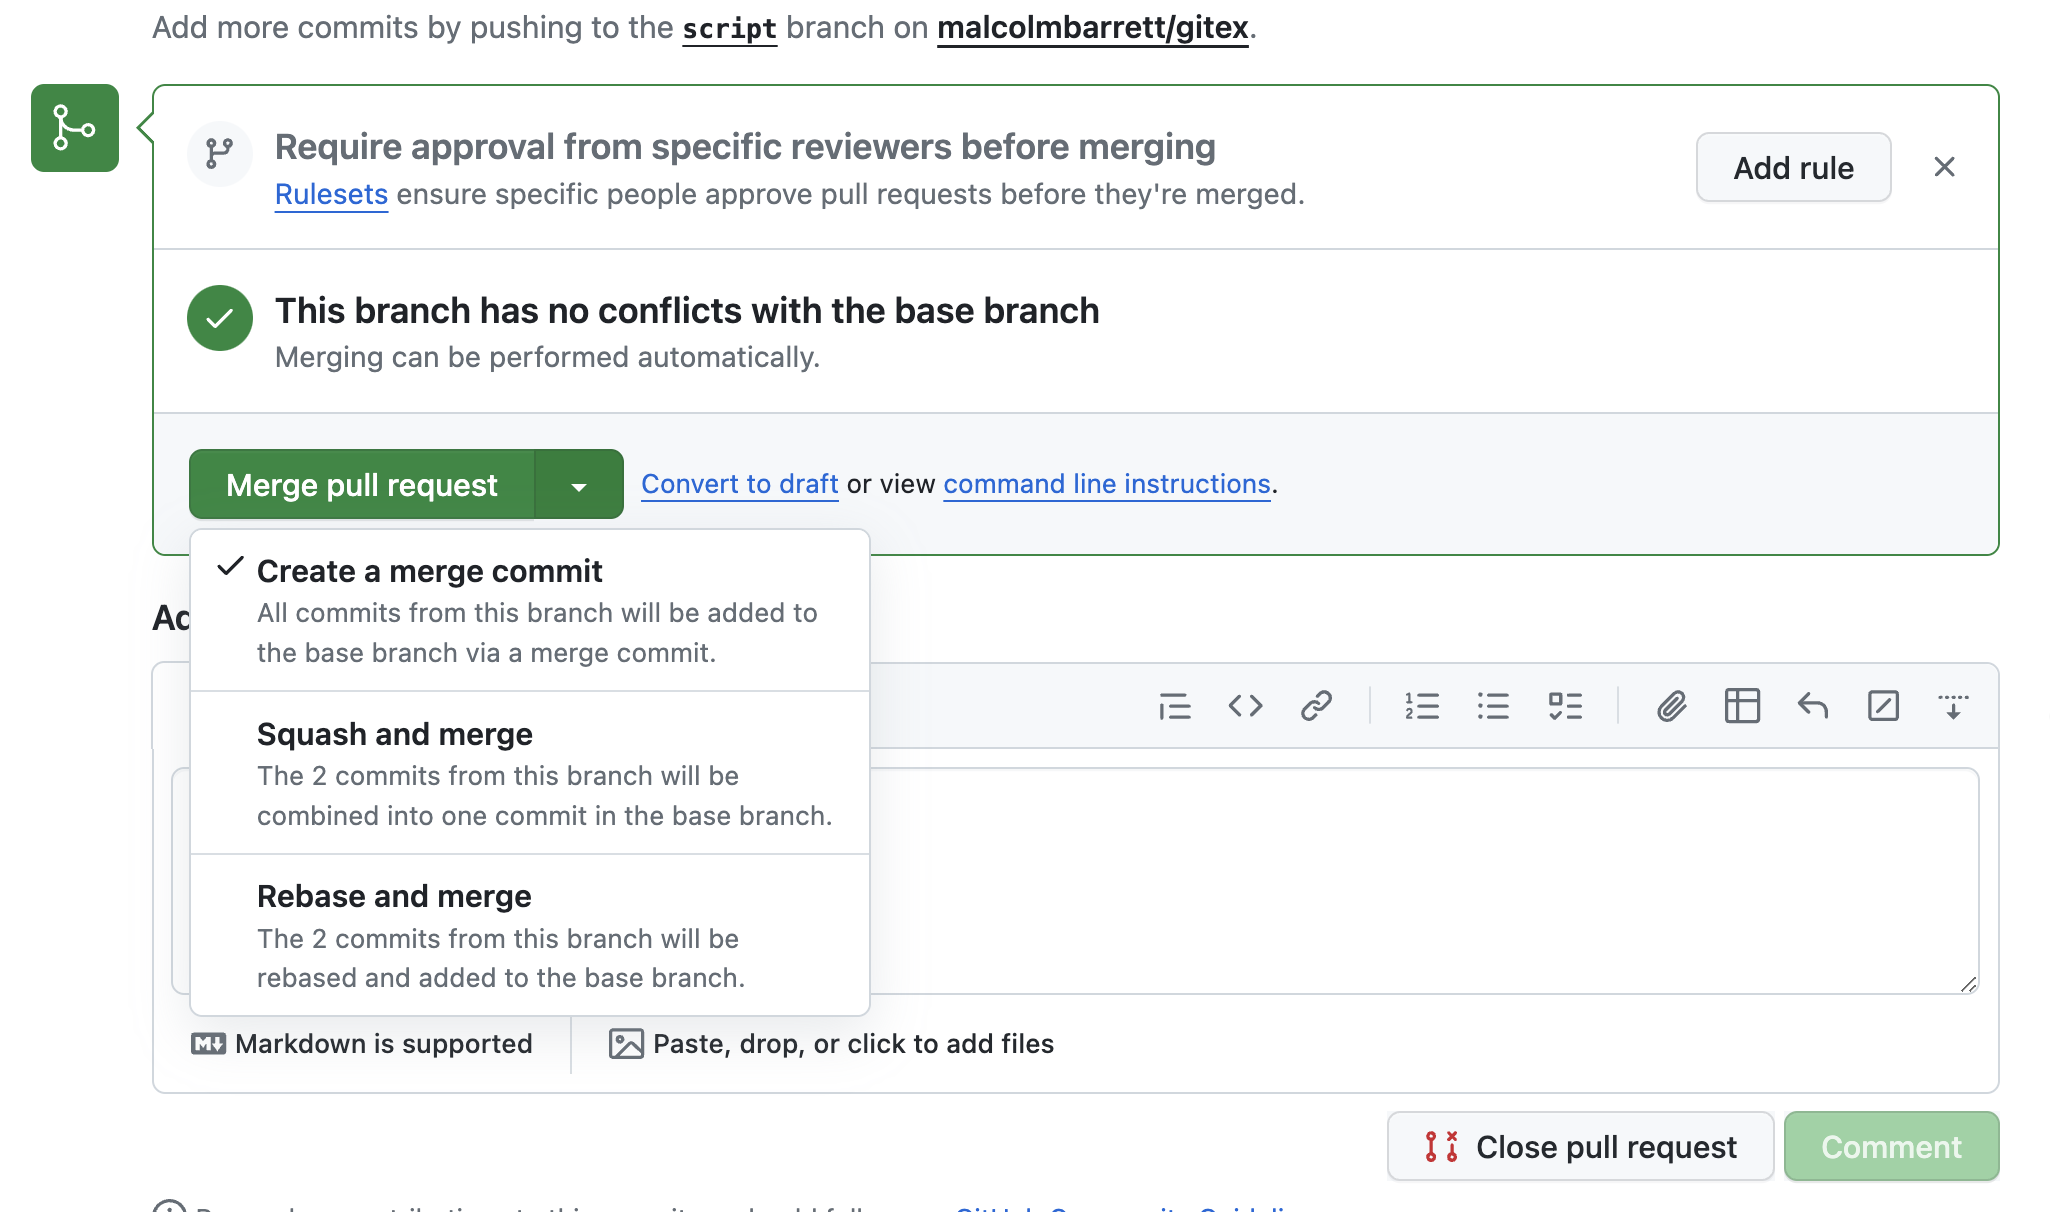 Add more commits by pushing to the script branch on malcolmbarrett/gitex.
Require approval from specific reviewers before merging
Rulesets ensure specific people approve pull requests before they're merged.
Add rule
This branch has no conflicts with the base branch
Merging can be performed automatically.
Merge pull request
Convert to draft or view command line instructions.
Create a merge commit
All commits from this branch will be added to
the base branch via a merge commit.
Squash and merge
The 2 commits from this branch will be
combined into one commit in the base branch.
Rebase and merge
The 2 commits from this branch will be
rebased and added to the base branch.
Markdown is supported
Paste, drop, or click to add files
Close pull request
Comment